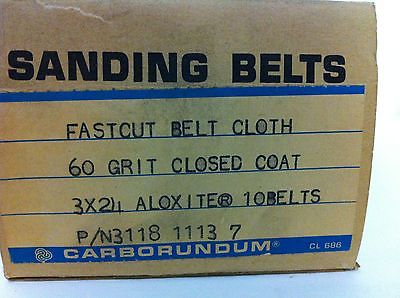 SANDING BELTS
FASTCUT BELT CLOTH
60 GRIT CLOSED COAT
3X24 ALOXITE® 10BELTS
P/N3118 1113 7
CARBORUNDUM® CL 686